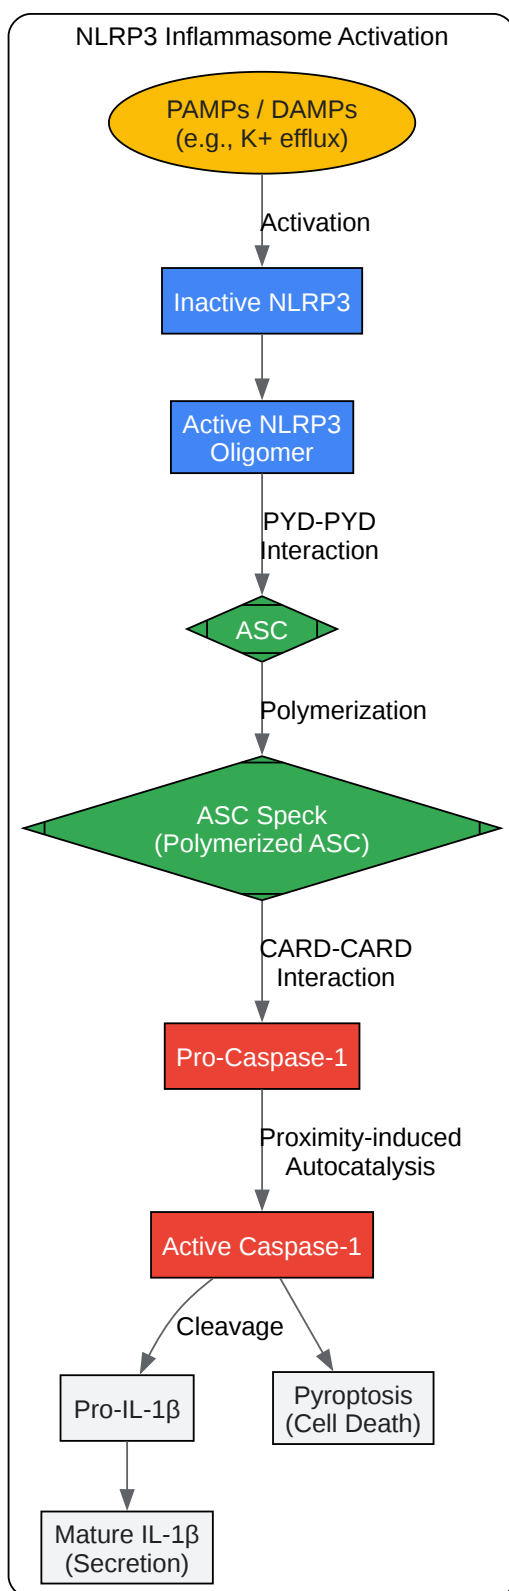 NLRP3 Inflammasome Activation
PAMPs / DAMPs
(e.g., K+ efflux)
Activation
Inactive NLRP3
Active NLRP3
Oligomer
PYD-PYD
Interaction
ASC
Polymerization
ASC Speck
(Polymerized ASC)
CARD-CARD
Interaction
Pro-Caspase-1
Proximity-induced
Autocatalysis
Active Caspase-1
Cleavage
Pro-IL-1β
Pyroptosis
(Cell Death)
Mature IL-1β
(Secretion)